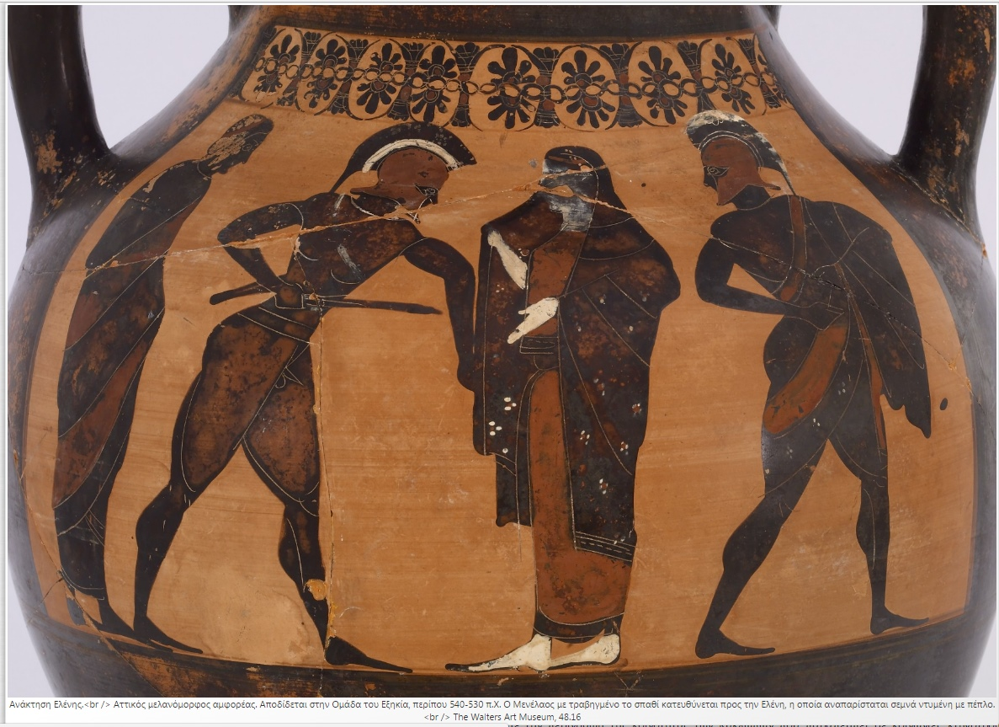 Ανάκτηση Ελένης.<br /> Αττικός μελανόμορφος αμφορέας. Αποδίδεται στην Ομάδα του Εξηκία, περίπου 540-530 π.Χ. Ο Μενέλαος με τραβηγμένο το σπαθί κατευθύνεται προς την Ελένη, η οποία αναπαρίσταται σεμνά ντυμένη με πέπλο.
<br /> The Walters Art Museum, 48.16